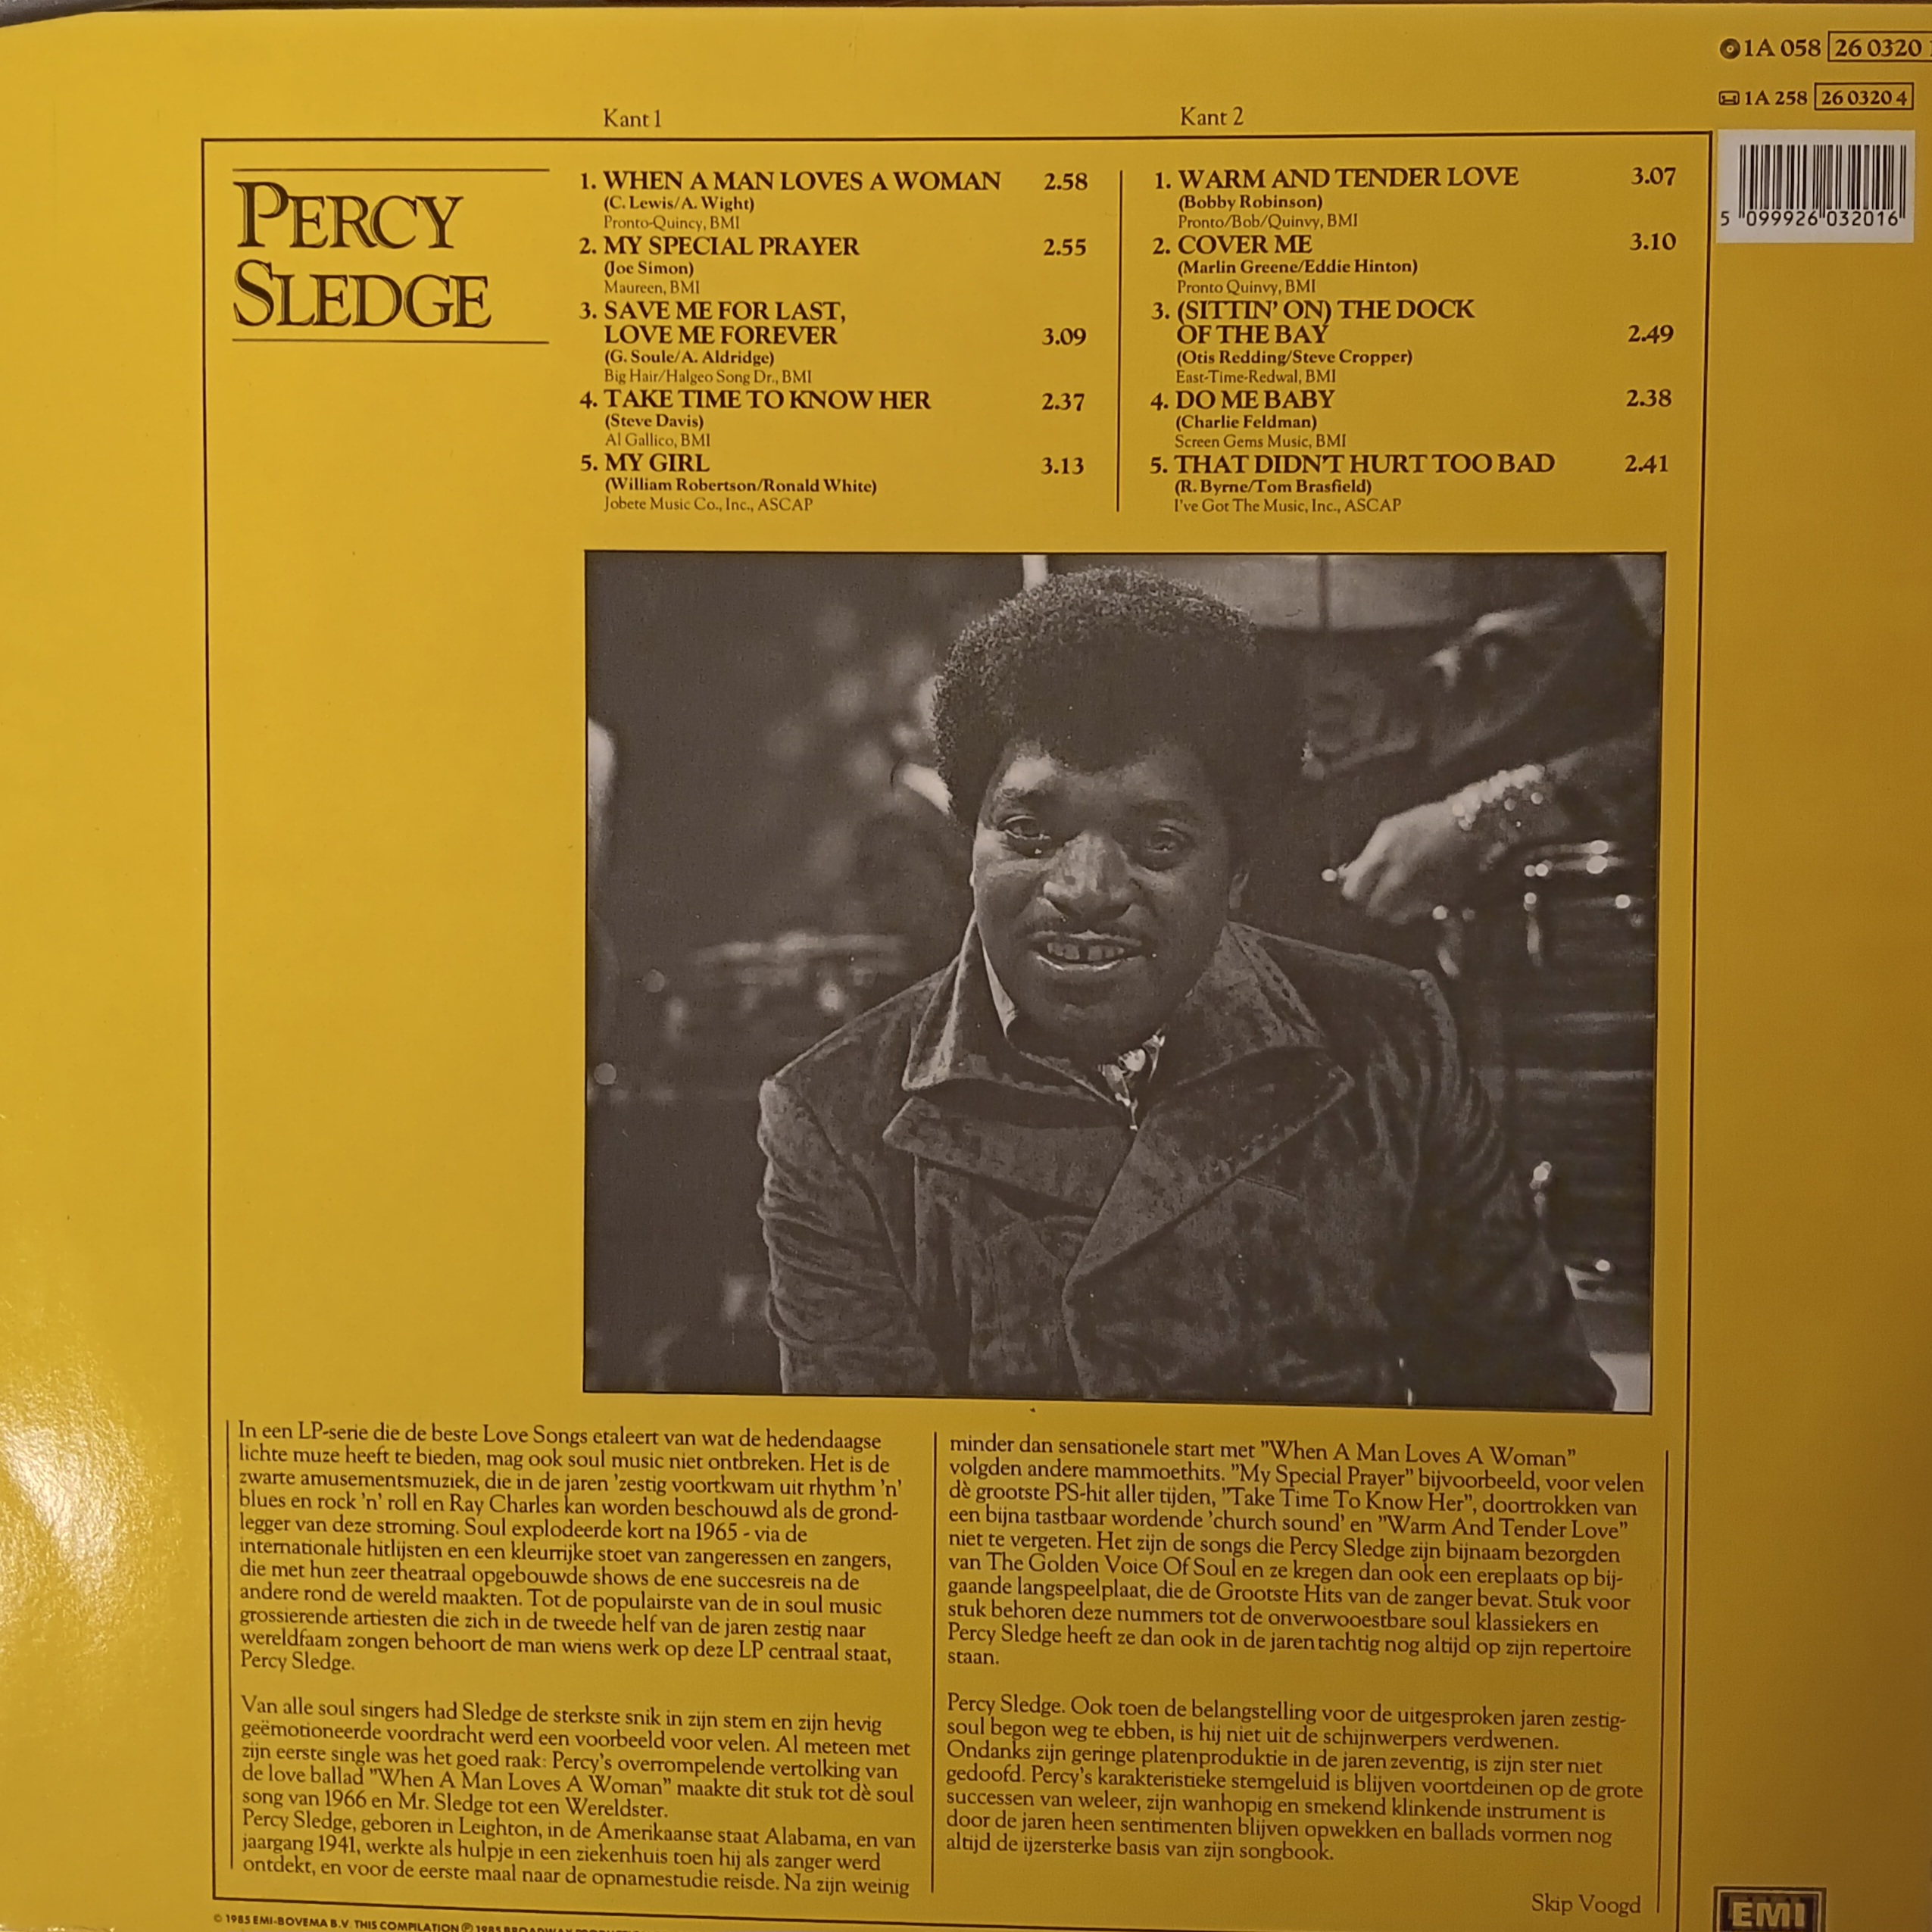 1A 058 26 0320
1A 258 26 0320 4
5 099926 032016
Kant 1
Kant 2
PERCY
SLEDGE
1. WHEN A MAN LOVES A WOMAN 2.58
(C. Lewis/A. Wight)
Pronto-Quincy, BMI
2. MY SPECIAL PRAYER 2.55
(Joe Simon)
Maureen, BMI
3. SAVE ME FOR LAST,
LOVE ME FOREVER 3.09
(G. Soule/A. Aldridge)
Big Hair/Halgeo Song Dr., BMI
4. TAKE TIME TO KNOW HER 2.37
(Steve Davis)
Al Gallico, BMI
5. MY GIRL 3.13
(William Robertson/Ronald White)
Jobete Music Co., Inc., ASCAP
1. WARM AND TENDER LOVE 3.07
(Bobby Robinson)
Pronto/Bob/Quinvy, BMI
2. COVER ME 3.10
(Marlin Greene/Eddie Hinton)
Pronto Quinvy, BMI
3. (SITTIN' ON) THE DOCK
OF THE BAY 2.49
(Otis Redding/Steve Cropper)
East-Time-Redwal, BMI
4. DO ME BABY 2.38
(Charlie Feldman)
Screen Gems Music, BMI
5. THAT DIDN'T HURT TOO BAD 2.41
(R. Byrne/Tom Brasfield)
I've Got The Music, Inc., ASCAP
In een LP-serie die de beste Love Songs etaleert van wat de hedendaagse
lichte muze heeft te bieden, mag ook soul music niet ontbreken. Het is de
zwarte amusementsmuziek, die in de jaren 'zestig voortkwam uit rhythm 'n'
blues en rock 'n' roll en Ray Charles kan worden beschouwd als de grond-
legger van deze stroming. Soul explodeerde kort na 1965 - via de
internationale hitlijsten en een kleurrijke stoet van zangeressen en zangers,
die met hun zeer theatraal opgebouwde shows de ene succesreis na de
andere rond de wereld maakten. Tot de populairste van de in soul music
grossierende artiesten die zich in de tweede helf van de jaren zestig naar
wereldfaam zongen behoort de man wiens werk op deze LP centraal staat,
Percy Sledge.
Van alle soul singers had Sledge de sterkste snik in zijn stem en zijn hevig
geëmotioneerde voordracht werd een voorbeeld voor velen. Al meteen met
zijn eerste single was het goed raak: Percy's overrompelende vertolking van
de love ballad "When A Man Loves A Woman" maakte dit stuk tot dè soul
song van 1966 en Mr. Sledge tot een Wereldster.
Percy Sledge, geboren in Leighton, in de Amerikaanse staat Alabama, en van
jaargang 1941, werkte als hulpje in een ziekenhuis toen hij als zanger werd
ontdekt, en voor de eerste maal naar de opnamestudie reisde. Na zijn weinig
minder dan sensationele start met "When A Man Loves A Woman"
volgden andere mammoethits. "My Special Prayer" bijvoorbeeld, voor velen
dè grootste PS-hit aller tijden, "Take Time To Know Her", doortrokken van
een bijna tastbaar wordende 'church sound' en "Warm And Tender Love"
niet te vergeten. Het zijn de songs die Percy Sledge zijn bijnaam bezorgden
van The Golden Voice Of Soul en ze kregen dan ook een ereplaats op bij-
gaande langspeelplaat, die de Grootste Hits van de zanger bevat. Stuk voor
stuk behoren deze nummers tot de onverwooestbare soul klassiekers en
Percy Sledge heeft ze dan ook in de jaren tachtig nog altijd op zijn repertoire
staan.
Percy Sledge. Ook toen de belangstelling voor de uitgesproken jaren zestig-
soul begon weg te ebben, is hij niet uit de schijnwerpers verdwenen.
Ondanks zijn geringe platenproduktie in de jaren zeventig, is zijn ster niet
gedoofd. Percy's karakteristieke stemgeluid is blijven voortdeinen op de grote
successen van weleer, zijn wanhopig en smekend klinkende instrument is
door de jaren heen sentimenten blijven opwekken en ballads vormen nog
altijd de ijzersterke basis van zijn songbook.
Skip Voogd
© 1985 EMI-BOVEMA B.V. THIS COMPILATION ℗ 1985
EMI